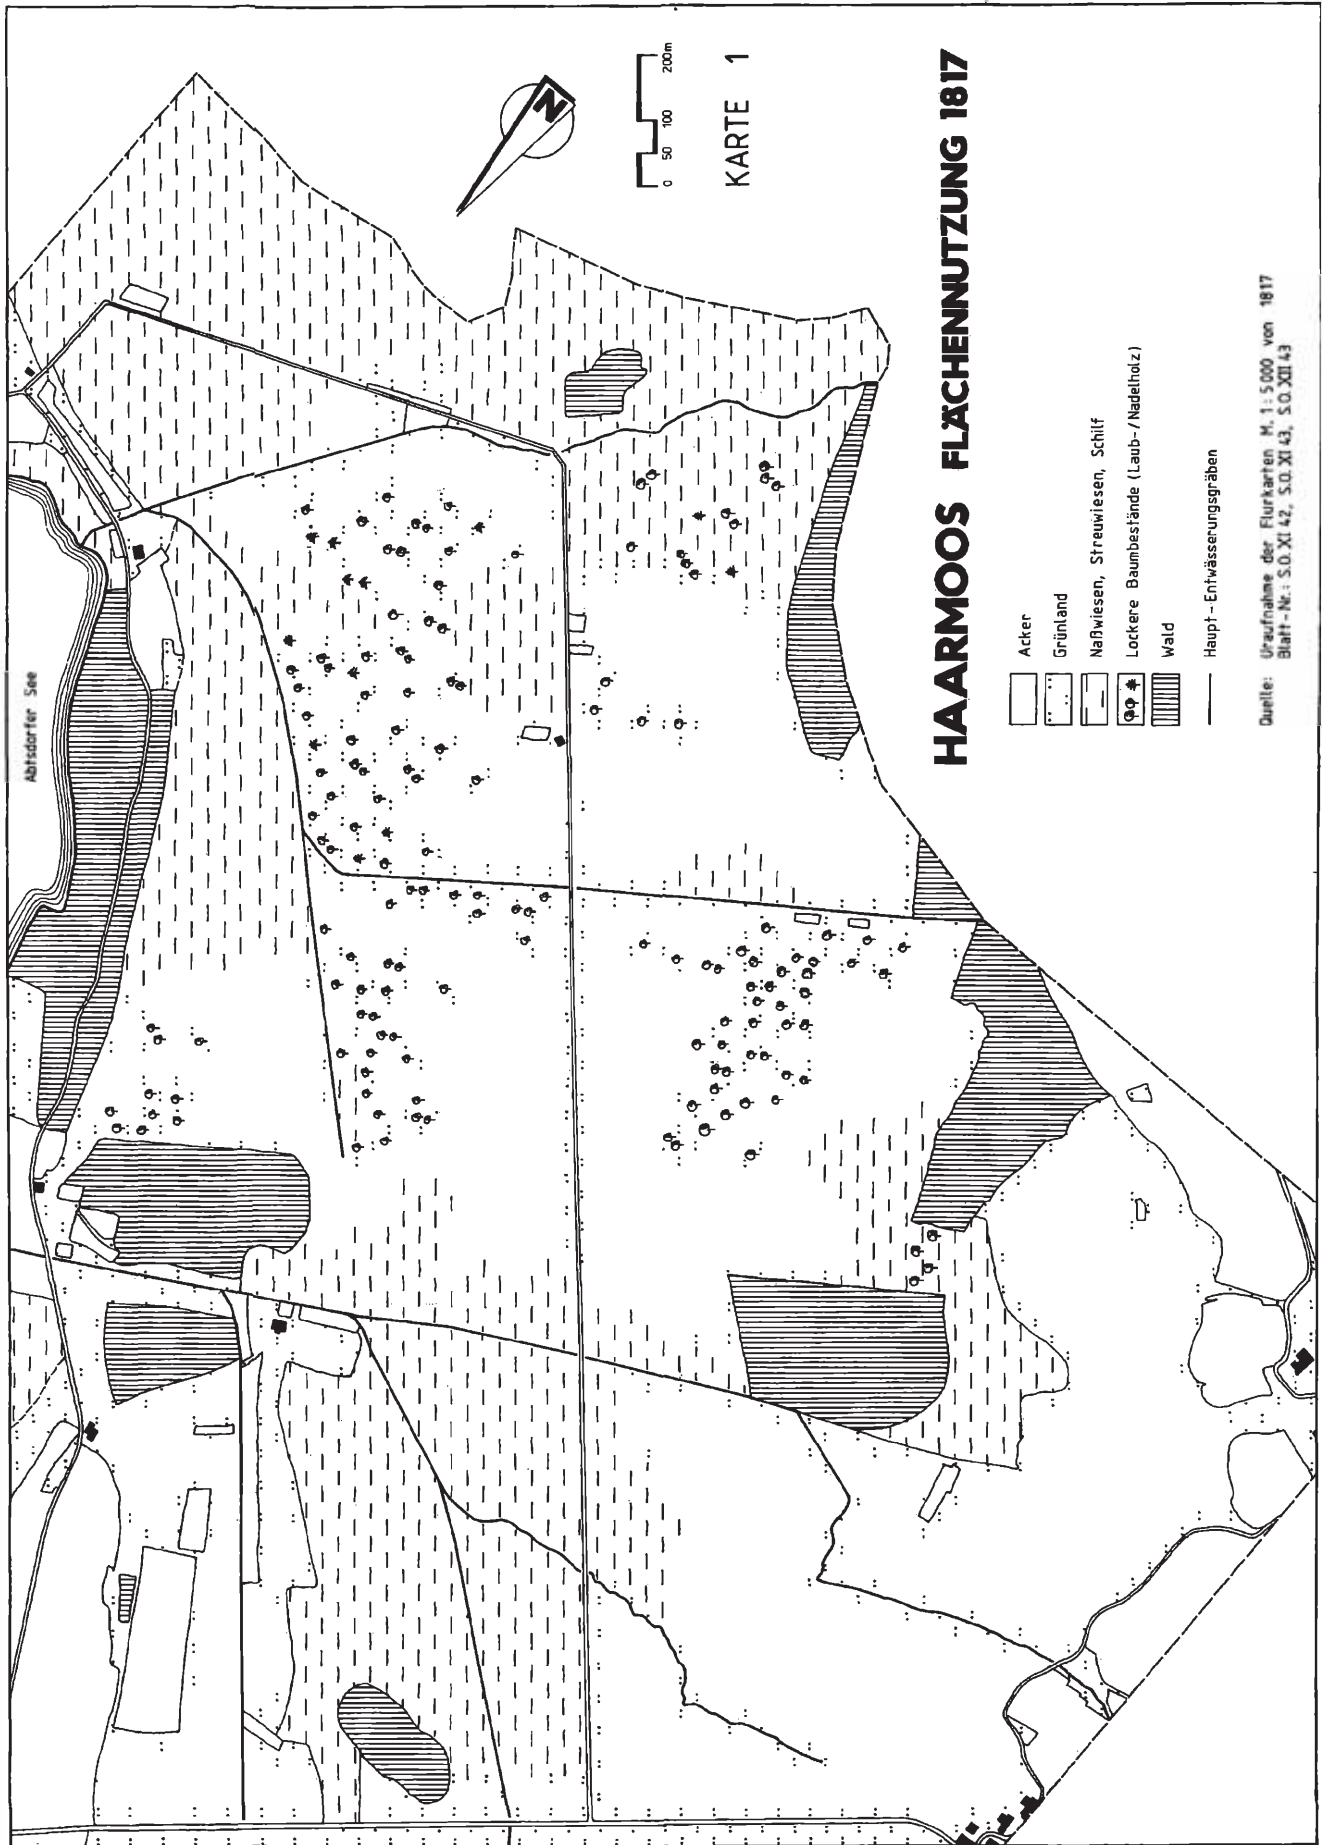 Abtsdorfer See
N
0 50 100 200m
KARTE 1
HAARMOOS FLÄCHENNUTZUNG 1817
Acker
Grünland
Naßwiesen, Streuwiesen, Schilf
Lockere Baumbestände (Laub-/Nadelholz)
Wald
Haupt-Entwässerungsgräben
Quelle: Uraufnahme der Flurkarten M. 1:5000 von 1817
Blatt-Nr.: S.O. XI 42, S.O. XI 43, S.O. XII 43